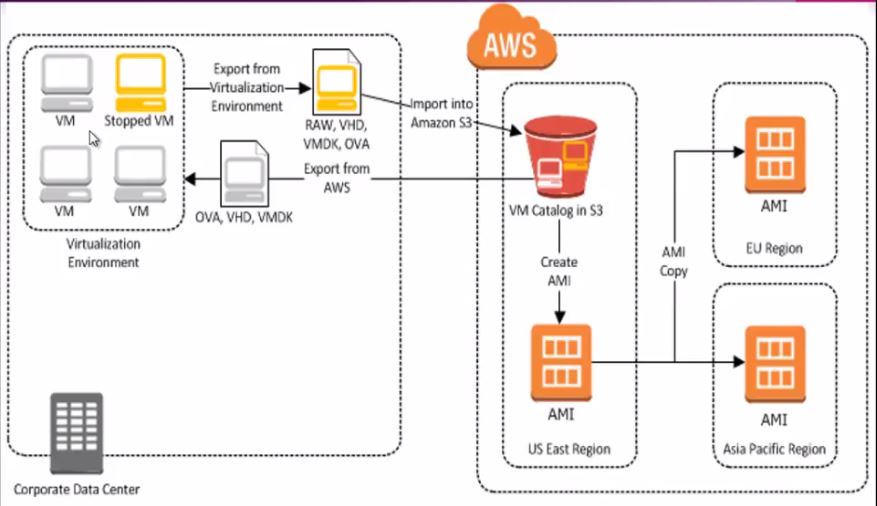 AWS
VM
Stopped VM
VM
VM
Virtualization
Environment
Export from
Virtualization
Environment
RAW, VHD,
VMDK, OVA
Import into
Amazon S3
Export from
AWS
OVA, VHD, VMDK
VM Catalog in S3
Create
AMI
AMI
US East Region
AMI
Copy
AMI
EU Region
AMI
Asia Pacific Region
Corporate Data Center